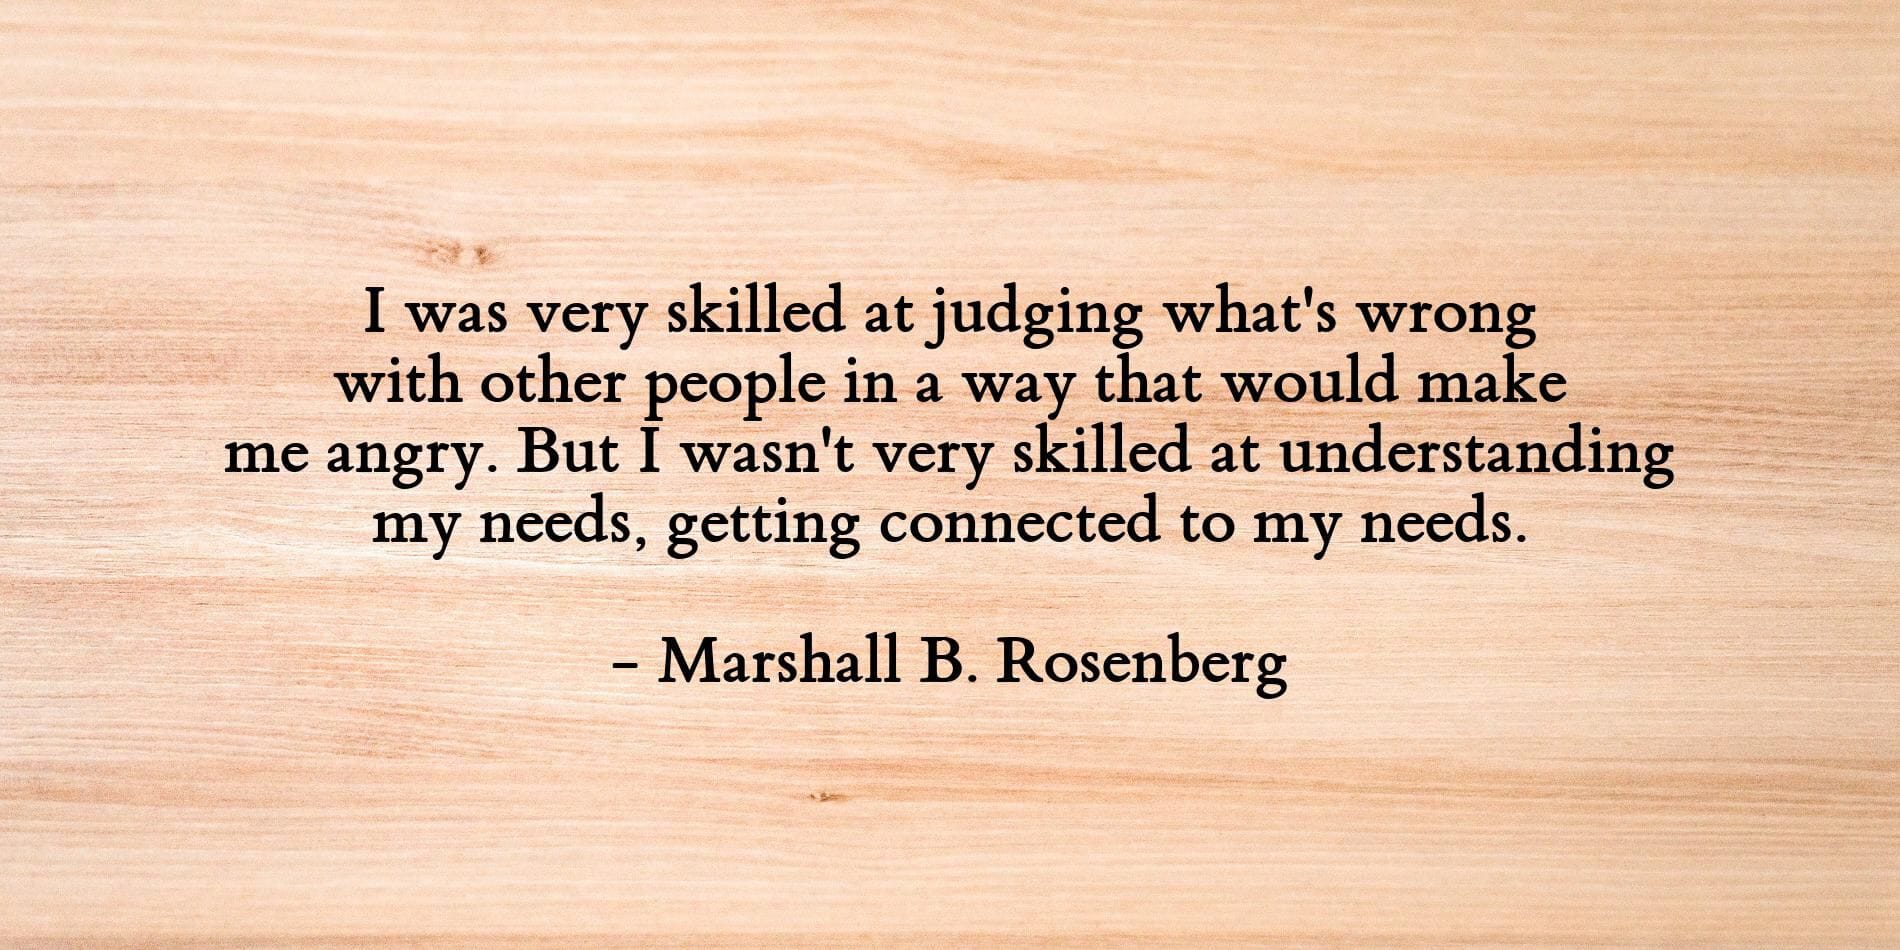 I was very skilled at judging what's wrong
with other people in a way that would make
me angry. But I wasn't very skilled at understanding
my needs, getting connected to my needs.
– Marshall B. Rosenberg